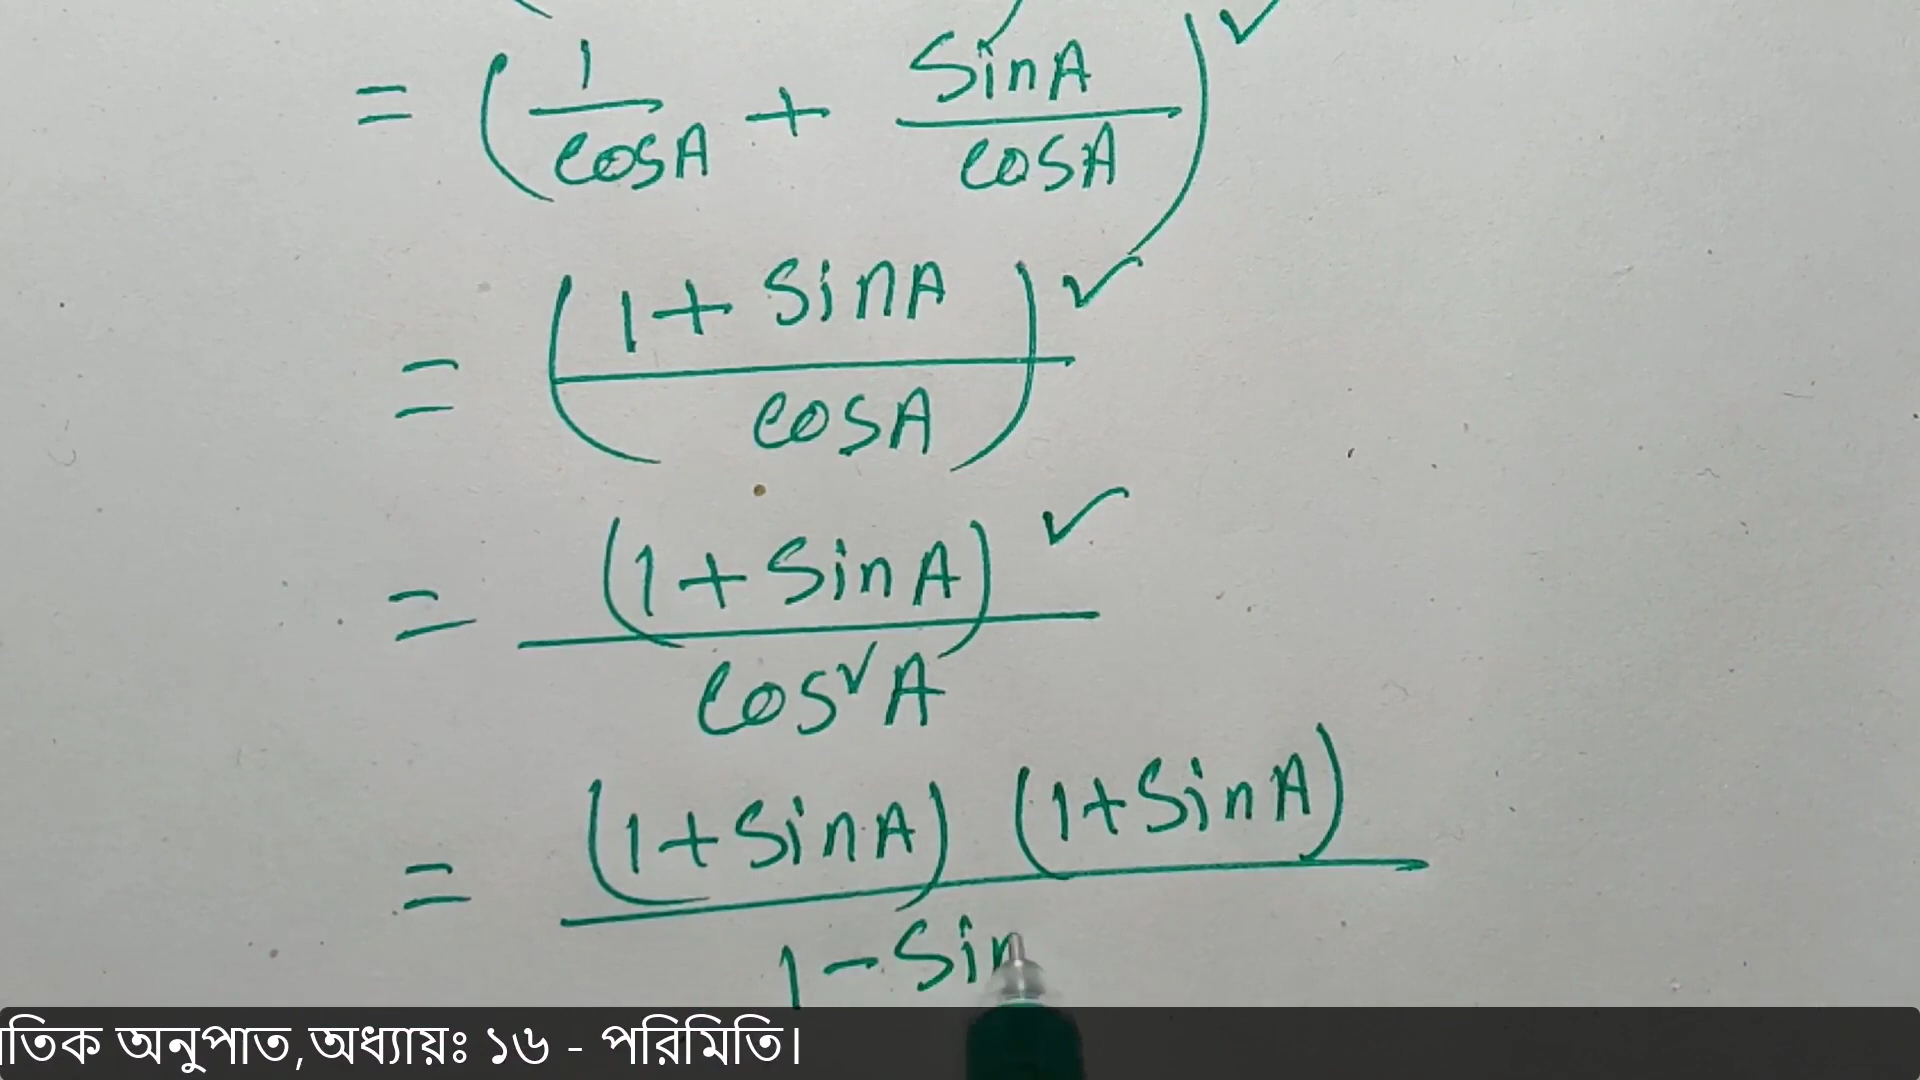 = (1/cosA + sinA/cosA)✓
= ((1 + sinA)/cosA)✓
= (1 + sinA)✓/cos✓A
= (1+sinA) (1+sinA)/1-Sin
তিক অনুপাত,অধ্যায়ঃ ১৬ - পরিমিতি।